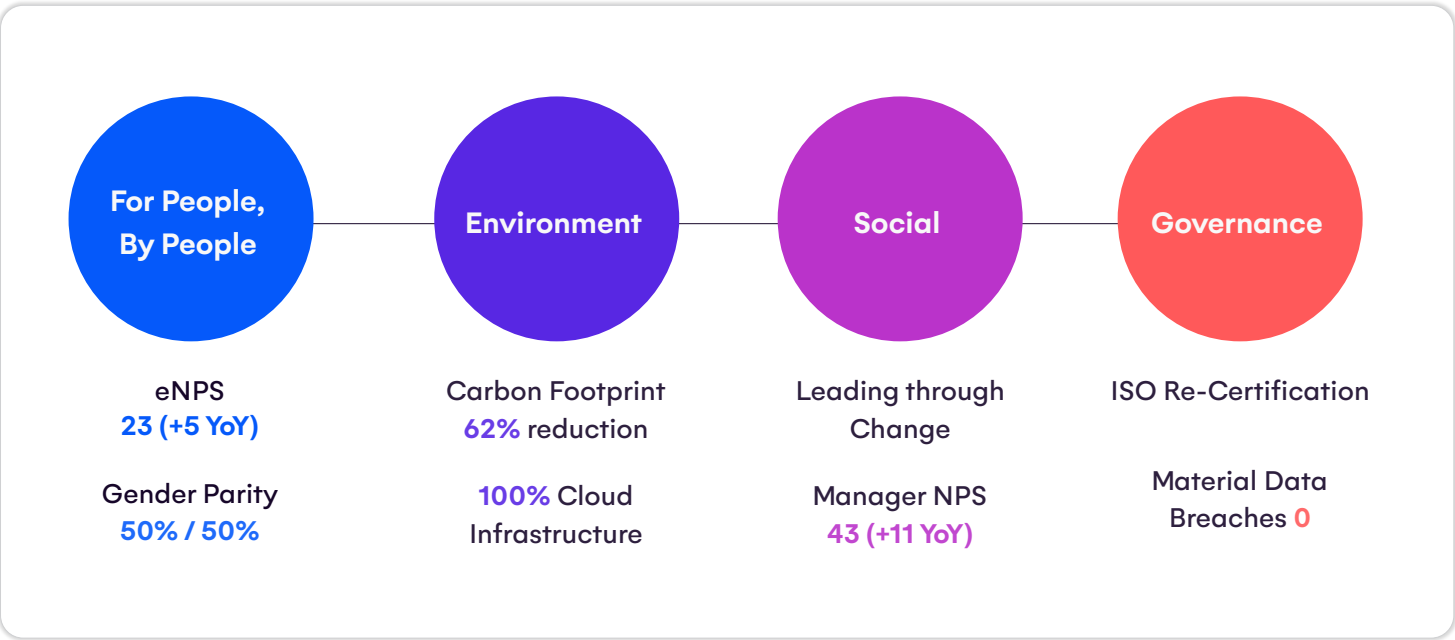 For People,
By People
eNPS
23 (+5 YoY)
Gender Parity
50% / 50%
Environment
Carbon Footprint
62% reduction
100% Cloud
Infrastructure
Social
Leading through
Change
Manager NPS
43 (+11 YoY)
Governance
ISO Re-Certification
Material Data
Breaches 0